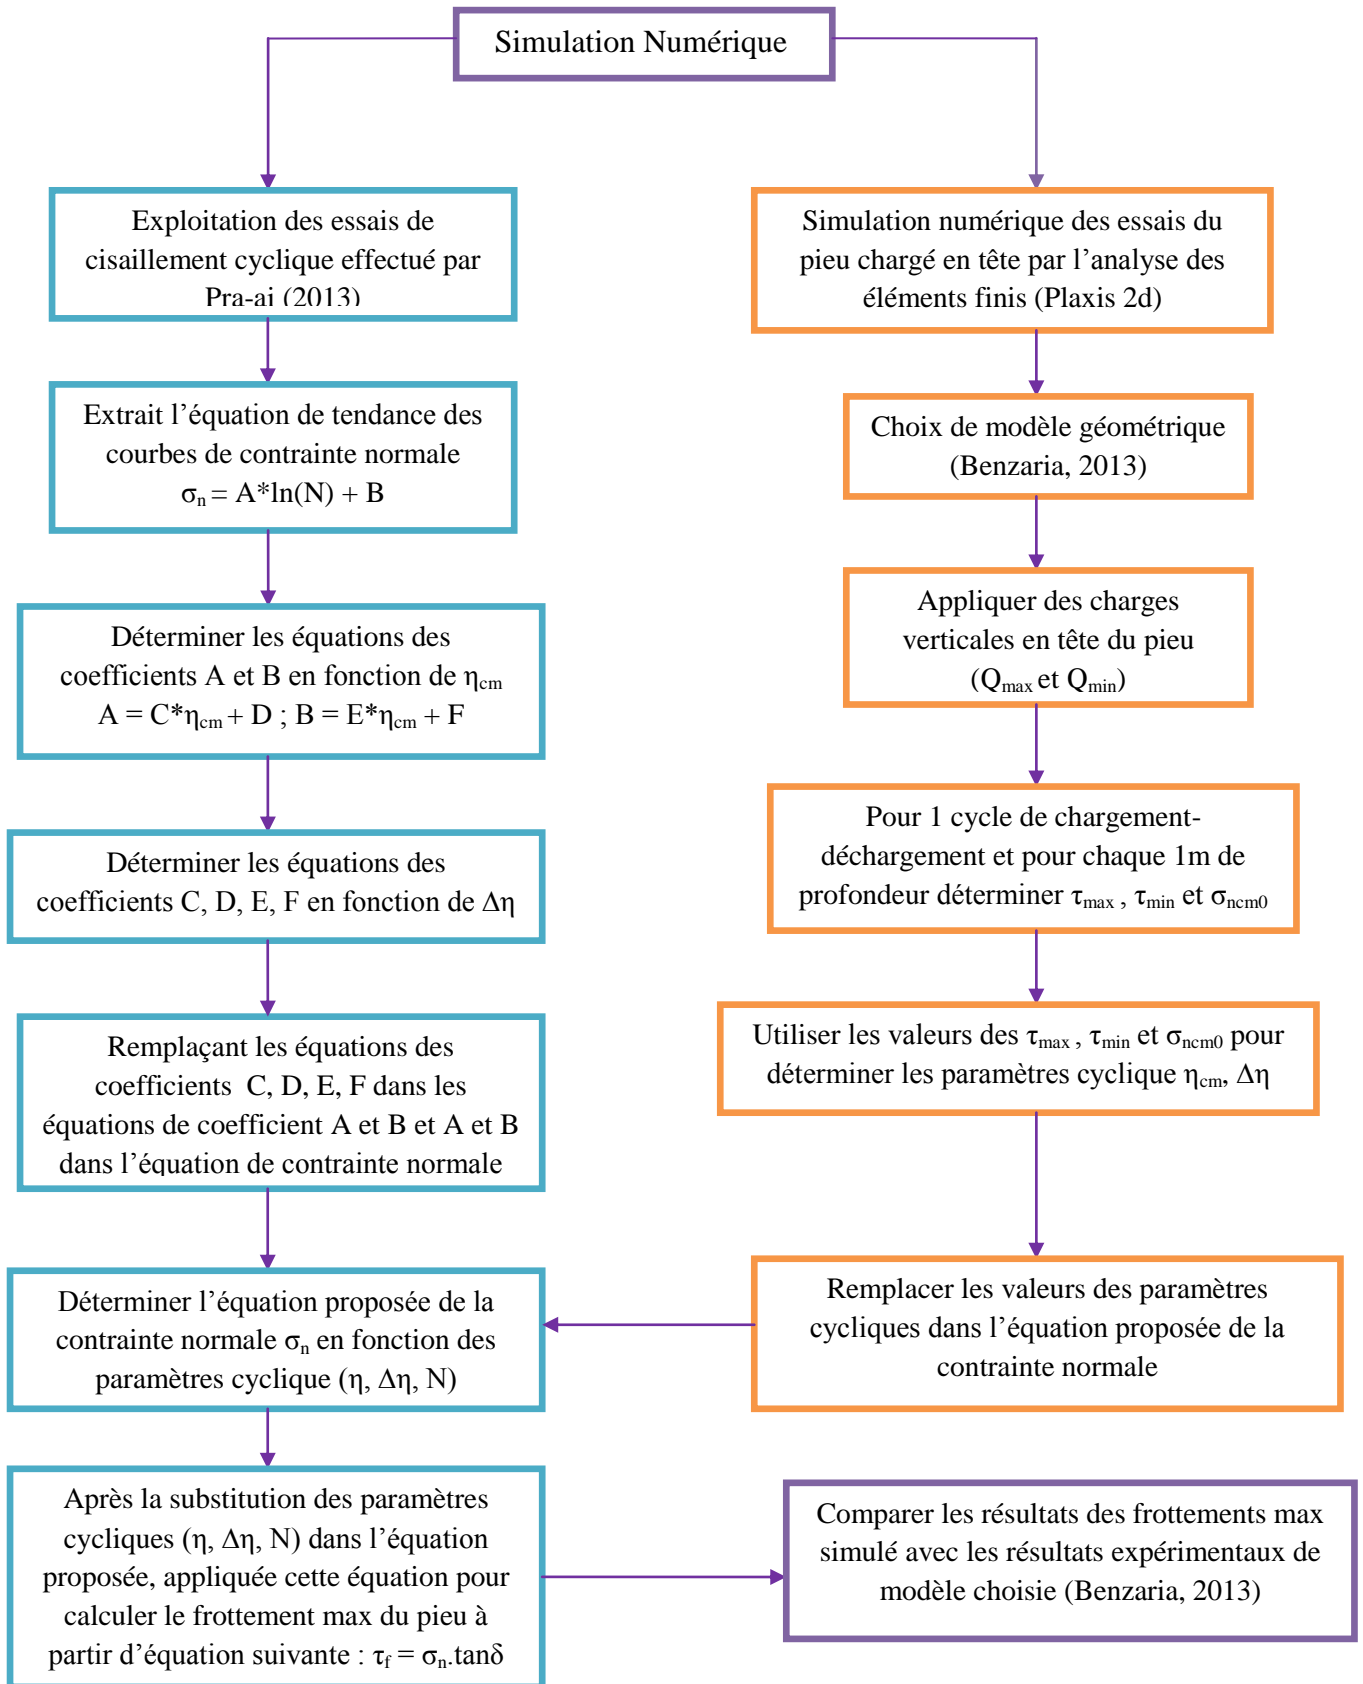 Simulation Numérique
Exploitation des essais de
cisaillement cyclique effectué par
Pra-ai (2013)
Extrait l’équation de tendance des
courbes de contrainte normale
σn = A*ln(N) + B
Déterminer les équations des
coefficients A et B en fonction de ηcm
A = C*ηcm + D ; B = E*ηcm + F
Déterminer les équations des
coefficients C, D, E, F en fonction de Δη
Remplaçant les équations des
coefficients C, D, E, F dans les
équations de coefficient A et B et A et B
dans l’équation de contrainte normale
Déterminer l’équation proposée de la
contrainte normale σn en fonction des
paramètres cyclique (η, Δη, N)
Après la substitution des paramètres
cycliques (η, Δη, N) dans l’équation
proposée, appliquée cette équation pour
calculer le frottement max du pieu à
partir d’équation suivante : τf = σn.tanδ
Simulation numérique des essais du
pieu chargé en tête par l’analyse des
éléments finis (Plaxis 2d)
Choix de modèle géométrique
(Benzaria, 2013)
Appliquer des charges
verticales en tête du pieu
(Qmax et Qmin)
Pour 1 cycle de chargement-
déchargement et pour chaque 1m de
profondeur déterminer τmax , τmin et σncm0
Utiliser les valeurs des τmax , τmin et σncm0 pour
déterminer les paramètres cyclique ηcm, Δη
Remplacer les valeurs des paramètres
cycliques dans l’équation proposée de la
contrainte normale
Comparer les résultats des frottements max
simulé avec les résultats expérimentaux de
modèle choisie (Benzaria, 2013)